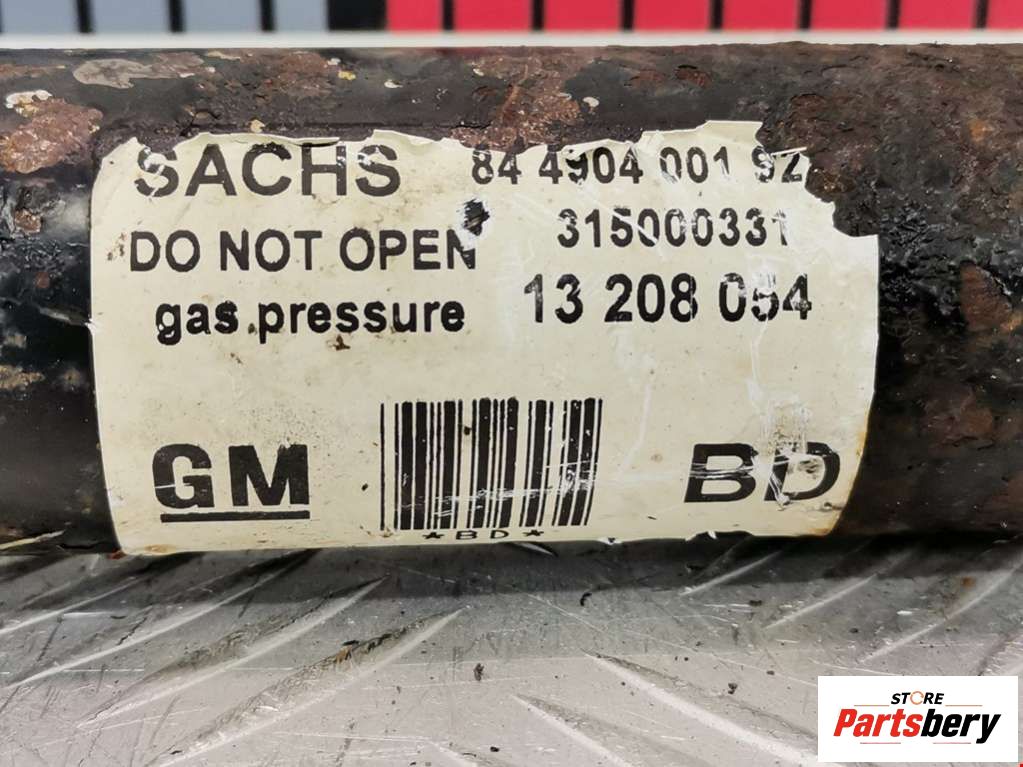 SACHS 84 4904 001 92
DO NOT OPEN 315000331
gas pressure 13 208 054
GM BD
*BD*
STORE
Partsbery